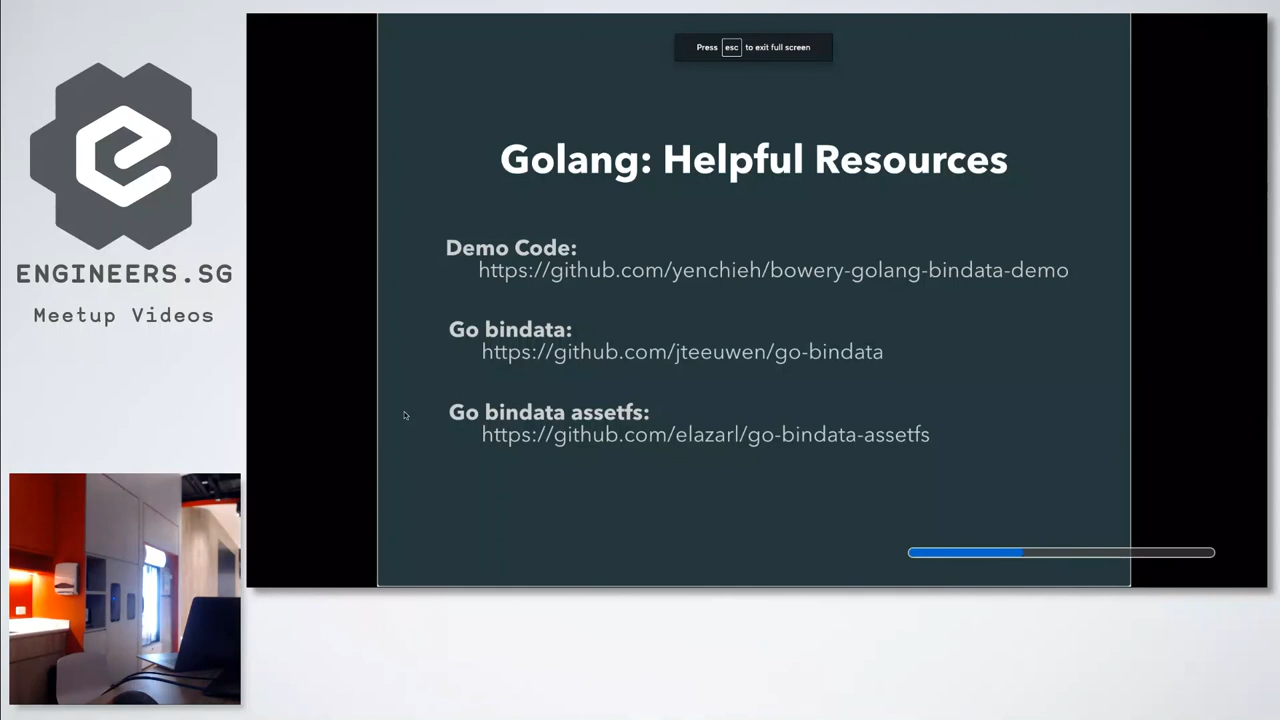 Press esc to exit full screen
Golang: Helpful Resources
Demo Code:
https://github.com/yenchieh/bowery-golang-bindata-demo
Go bindata:
https://github.com/jteeuwen/go-bindata
Go bindata assetfs:
https://github.com/elazarl/go-bindata-assetfs
ENGINEERS.SG
Meetup Videos